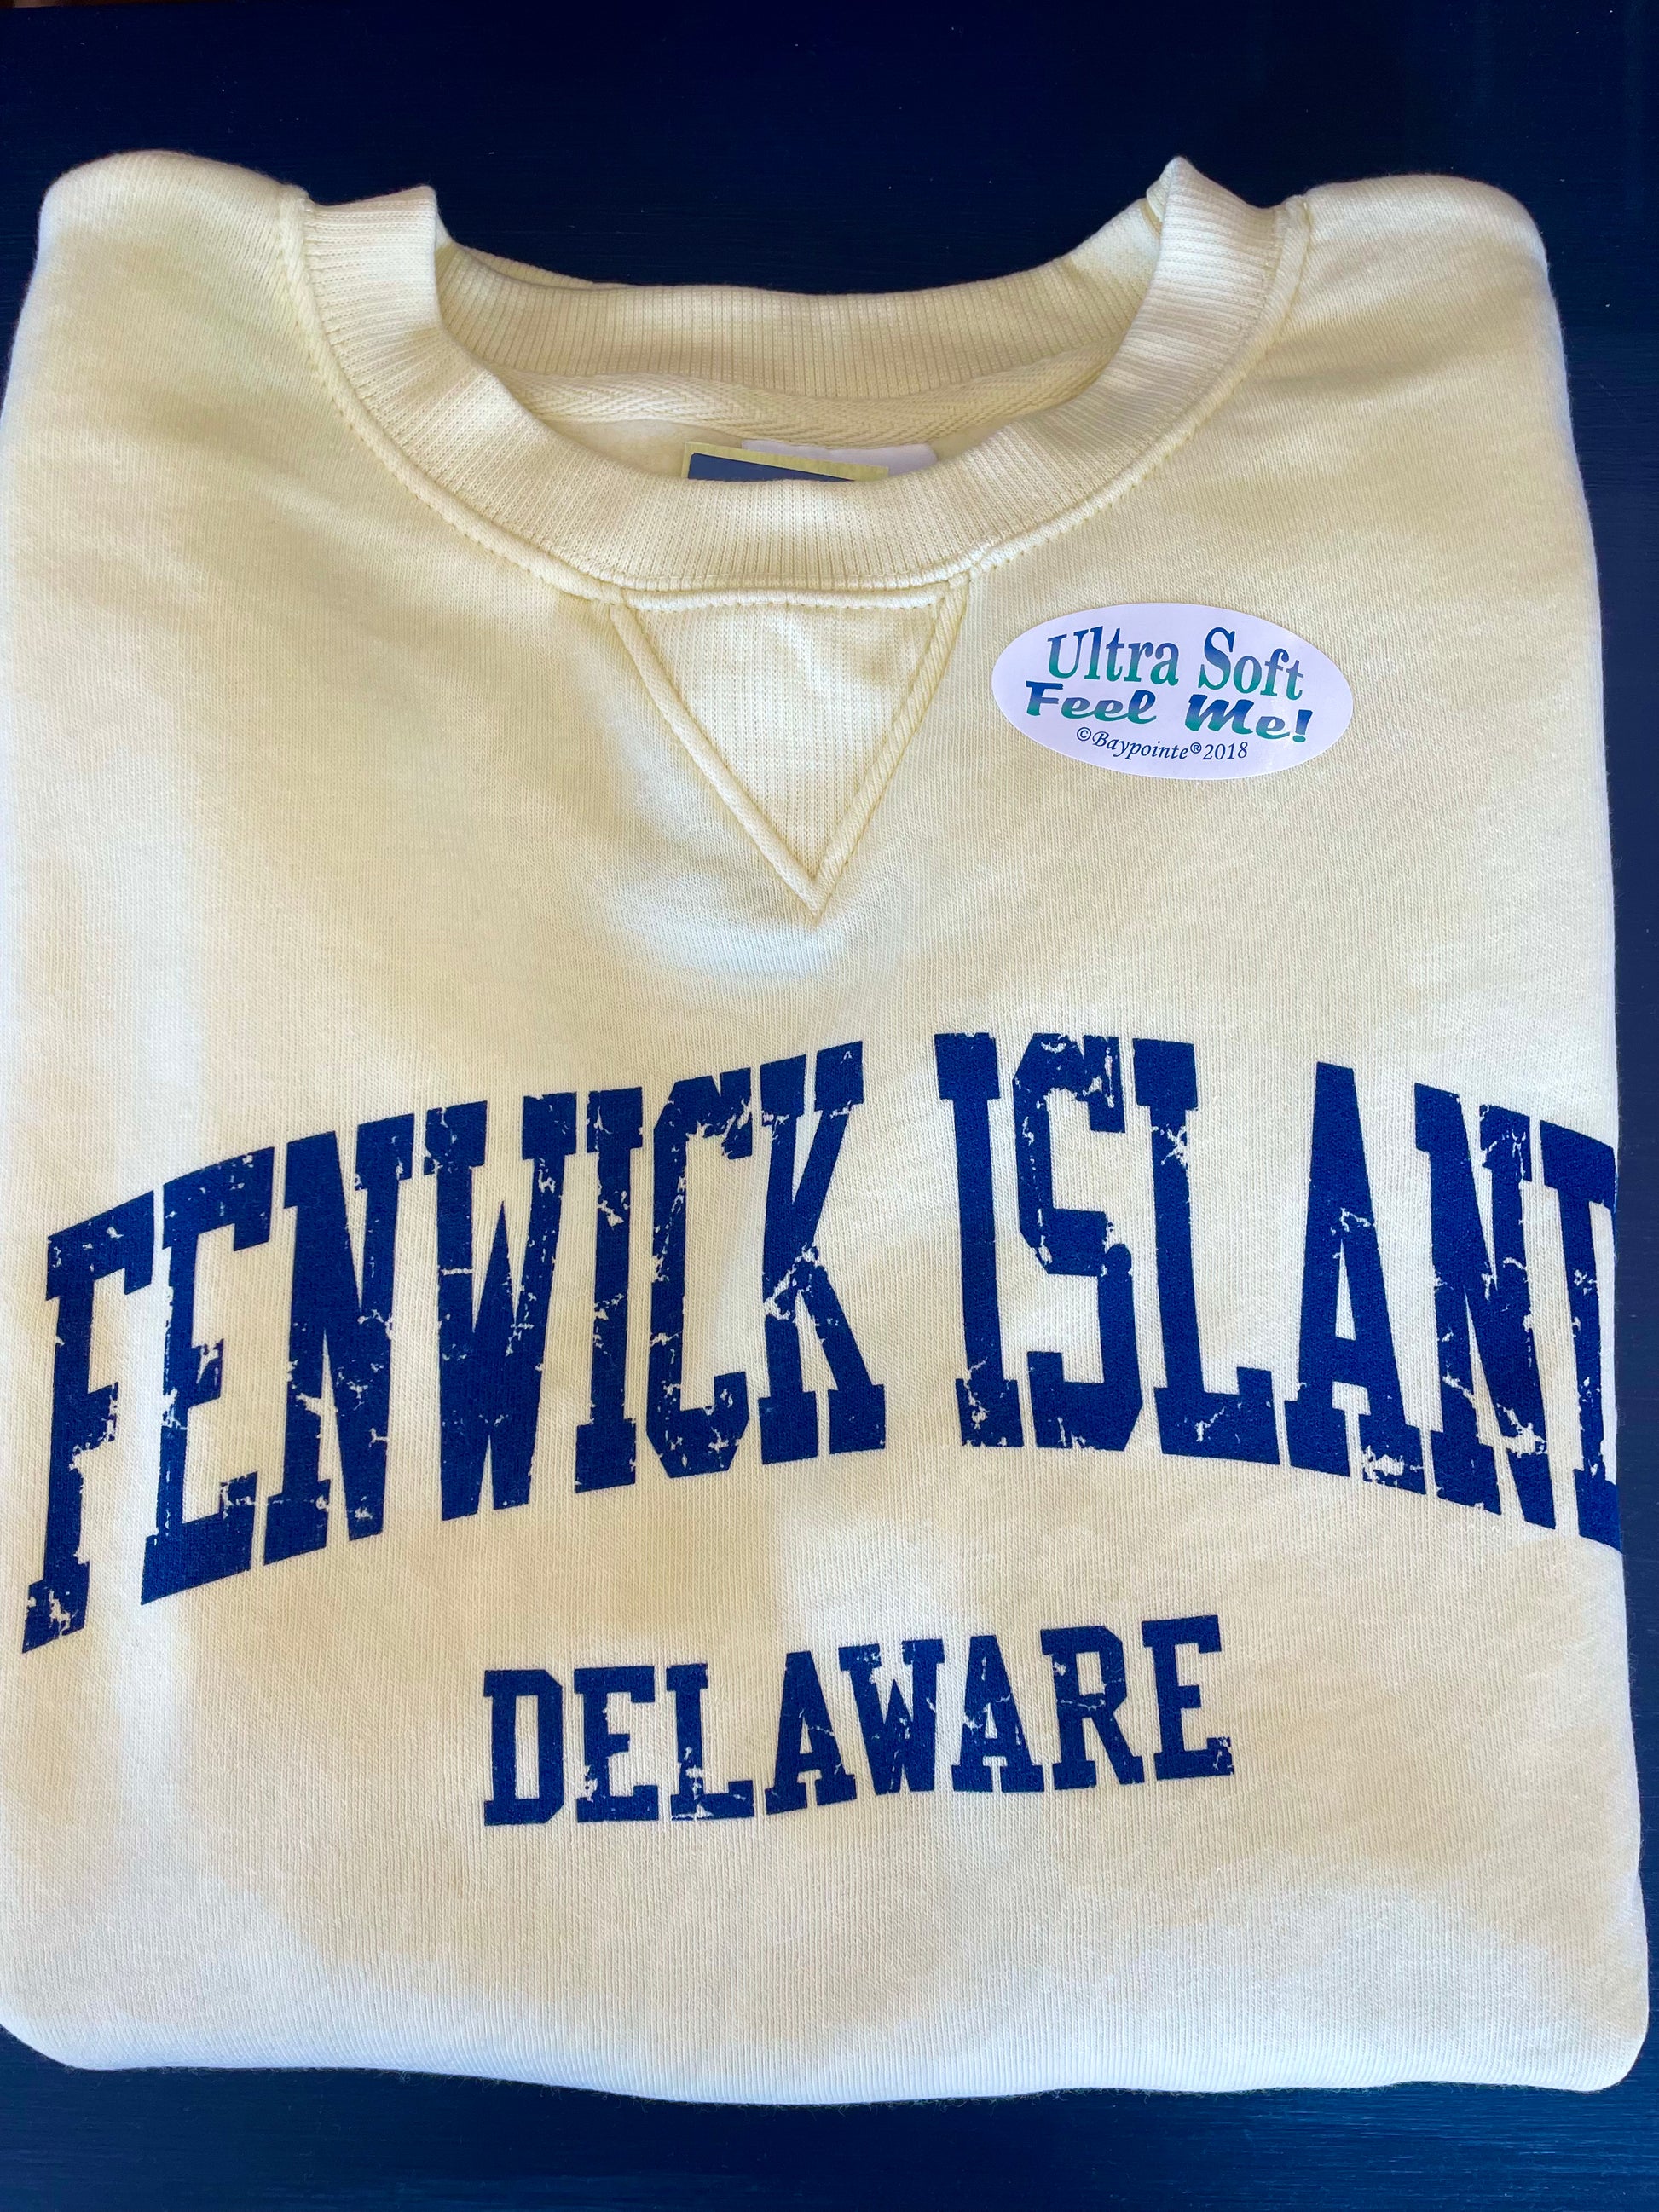 Ultra Soft
Feel Me!
©Baypointe®2018
FENWICK ISLAND
DELAWARE